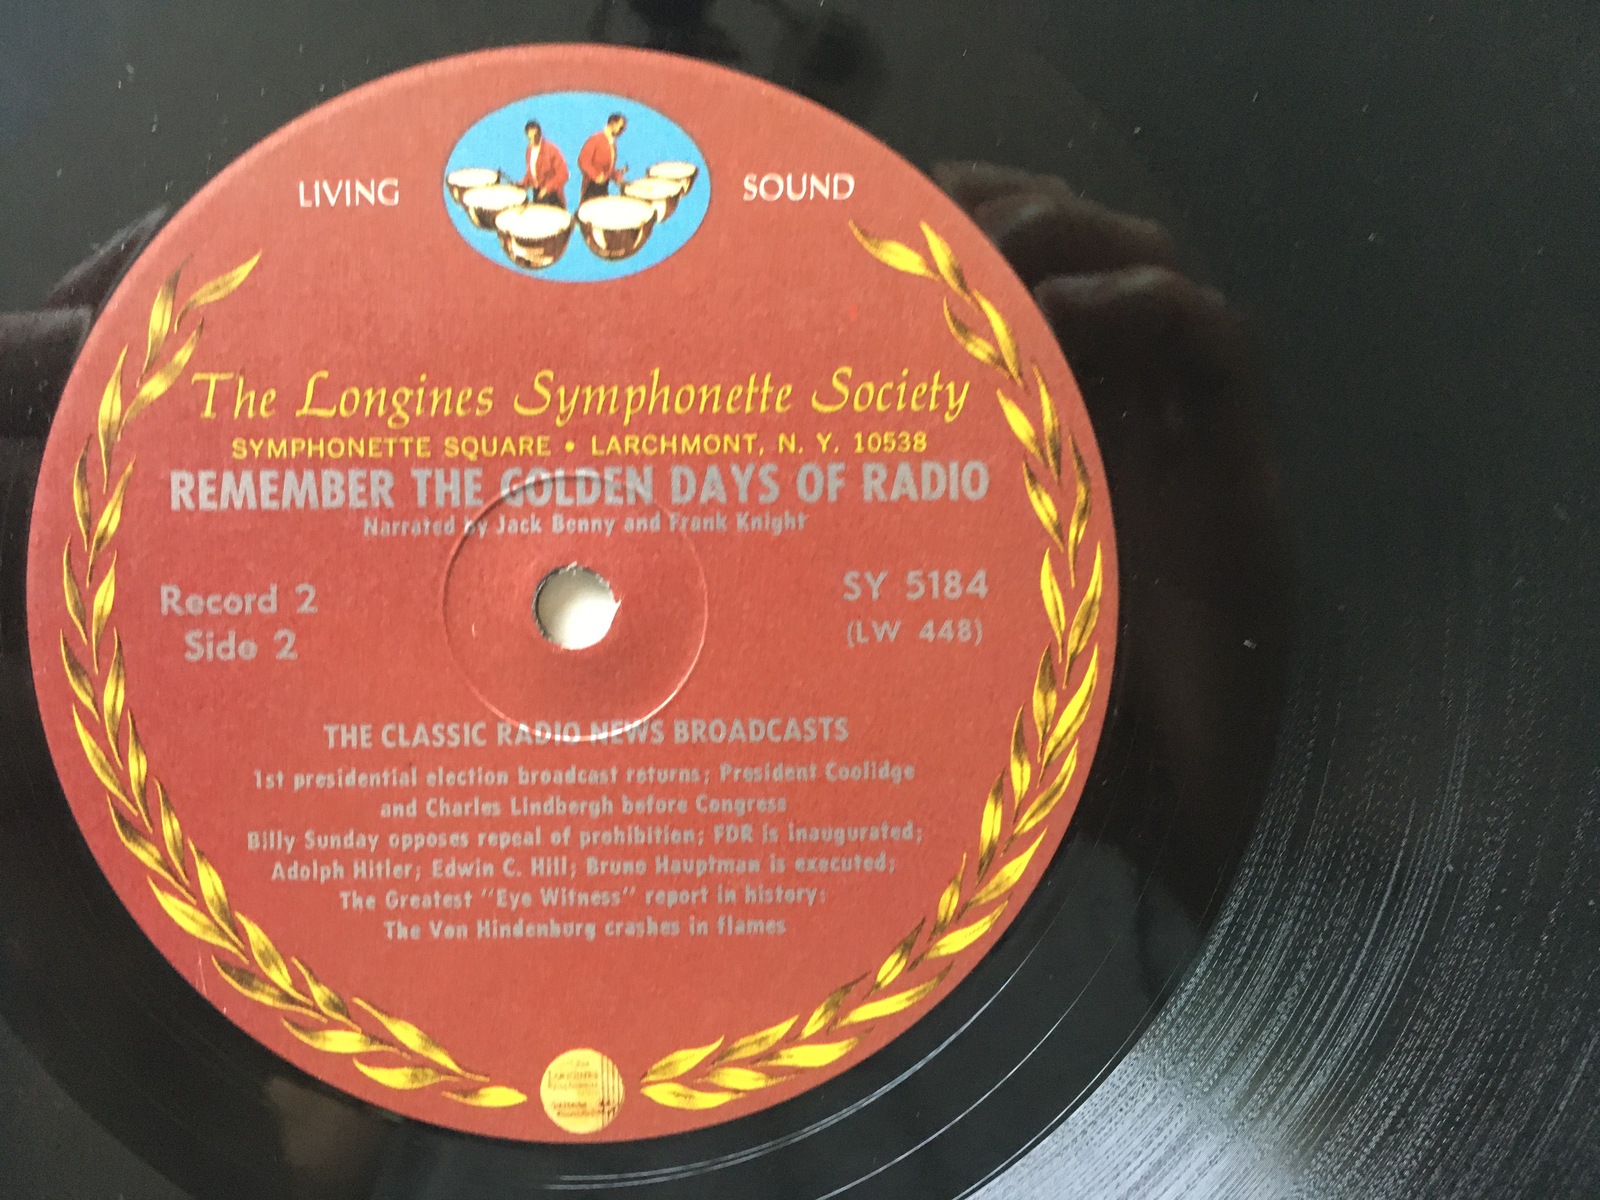 LIVING SOUND
The Longines Symphonette Society
SYMPHONETTE SQUARE • LARCHMONT, N. Y. 10538
REMEMBER THE GOLDEN DAYS OF RADIO
Narrated by Jack Benny and Frank Knight
Record 2
Side 2
SY 5184
(LW 448)
THE CLASSIC RADIO NEWS BROADCASTS
1st presidential election broadcast returns; President Coolidge
and Charles Lindbergh before Congress
Billy Sunday opposes repeal of prohibition; FDR is inaugurated;
Adolph Hitler; Edwin C. Hill; Bruno Hauptman is executed;
The Greatest "Eye Witness" report in history:
The Von Hindenburg crashes in flames